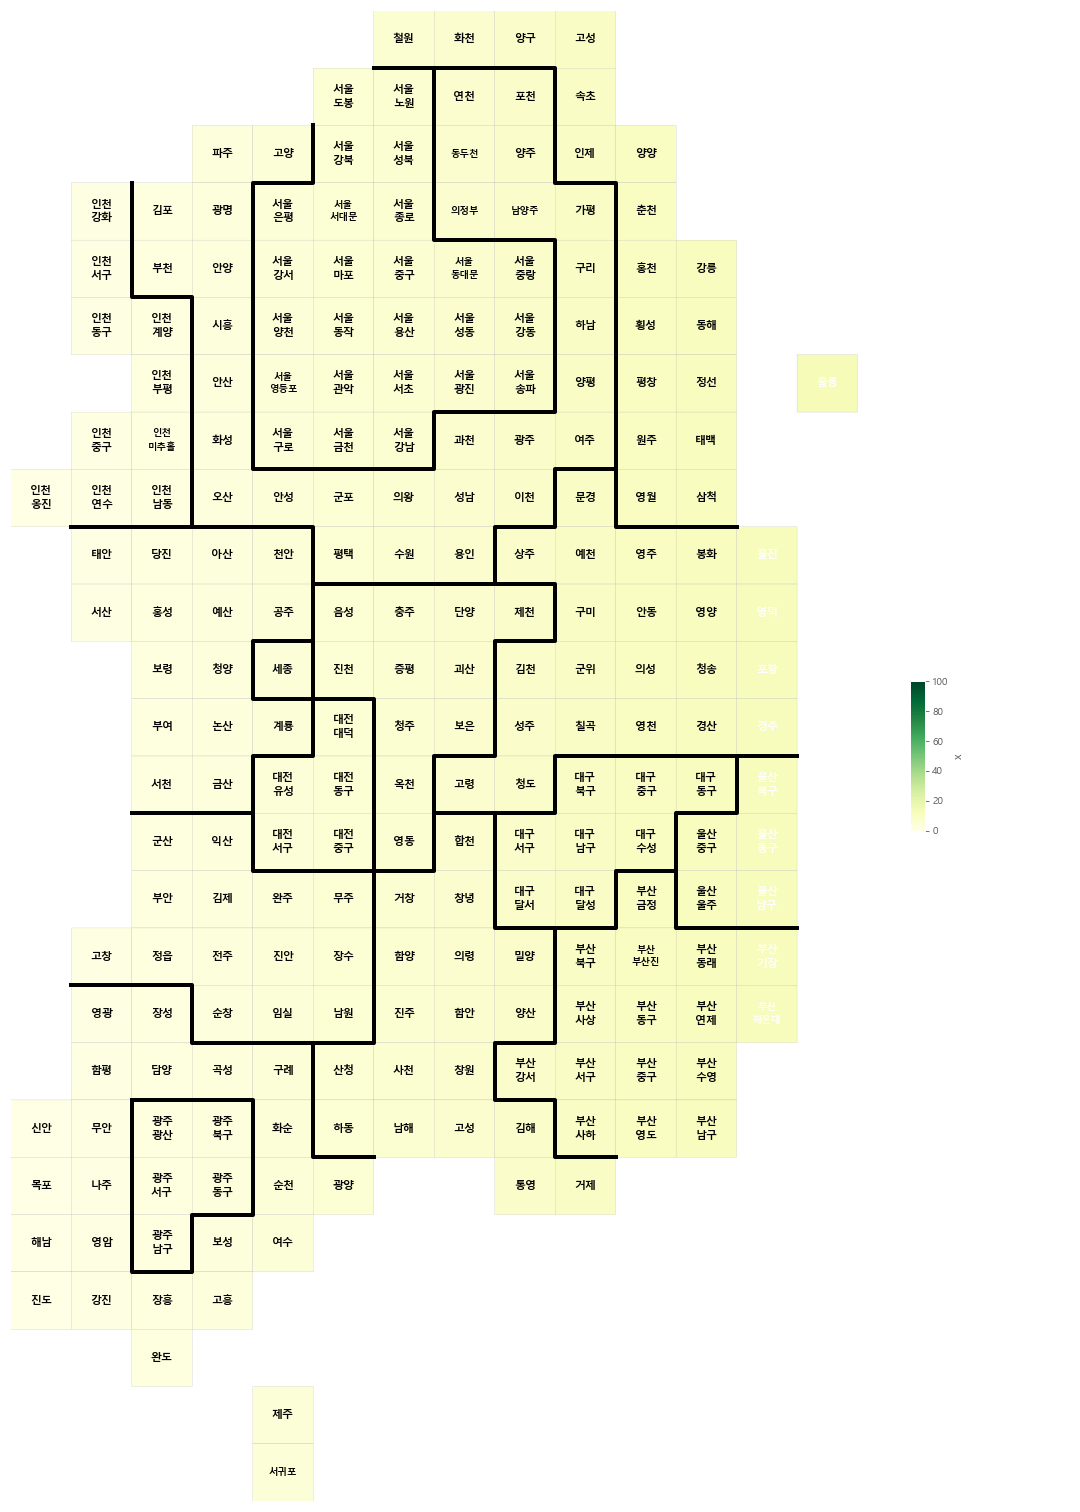 철원 화천 양구 고성
서울 도봉 서울 노원 연천 포천 속초
파주 고양 서울 강북 서울 성북 동두천 양주 인제 양양
인천 강화 김포 광명 서울 은평 서울 서대문 서울 종로 의정부 남양주 가평 춘천
인천 서구 부천 안양 서울 강서 서울 마포 서울 중구 서울 동대문 서울 중랑 구리 홍천 강릉
인천 동구 인천 계양 시흥 서울 양천 서울 동작 서울 용산 서울 성동 서울 강동 하남 횡성 동해
인천 부평 안산 서울 영등포 서울 관악 서울 서초 서울 광진 서울 송파 양평 평창 정선 울릉
인천 중구 인천 미추홀 화성 서울 구로 서울 금천 서울 강남 과천 광주 여주 원주 태백
인천 옹진 인천 연수 인천 남동 오산 안성 군포 의왕 성남 이천 문경 영월 삼척
태안 당진 아산 천안 평택 수원 용인 상주 예천 영주 봉화 울진
서산 홍성 예산 공주 음성 충주 단양 제천 구미 안동 영양 영덕
보령 청양 세종 진천 증평 괴산 김천 군위 의성 청송 포항
부여 논산 계룡 대전 대덕 청주 보은 성주 칠곡 영천 경산 경주
서천 금산 대전 유성 대전 동구 옥천 고령 청도 대구 북구 대구 중구 대구 동구 울산 북구
군산 익산 대전 서구 대전 중구 영동 합천 대구 서구 대구 남구 대구 수성 울산 중구 울산 동구
부안 김제 완주 무주 거창 창녕 대구 달서 대구 달성 부산 금정 울산 울주 울산 남구
고창 정읍 전주 진안 장수 함양 의령 밀양 부산 북구 부산 부산진 부산 동래 부산 기장
영광 장성 순창 임실 남원 진주 함안 양산 부산 사상 부산 동구 부산 연제 부산 해운대
함평 담양 곡성 구례 산청 사천 창원 부산 강서 부산 서구 부산 중구 부산 수영
신안 무안 광주 광산 광주 북구 화순 하동 남해 고성 김해 부산 사하 부산 영도 부산 남구
목포 나주 광주 서구 광주 동구 순천 광양 통영 거제
해남 영암 광주 남구 보성 여수
진도 강진 장흥 고흥
완도
제주
서귀포
100
80
60
40
20
0
x